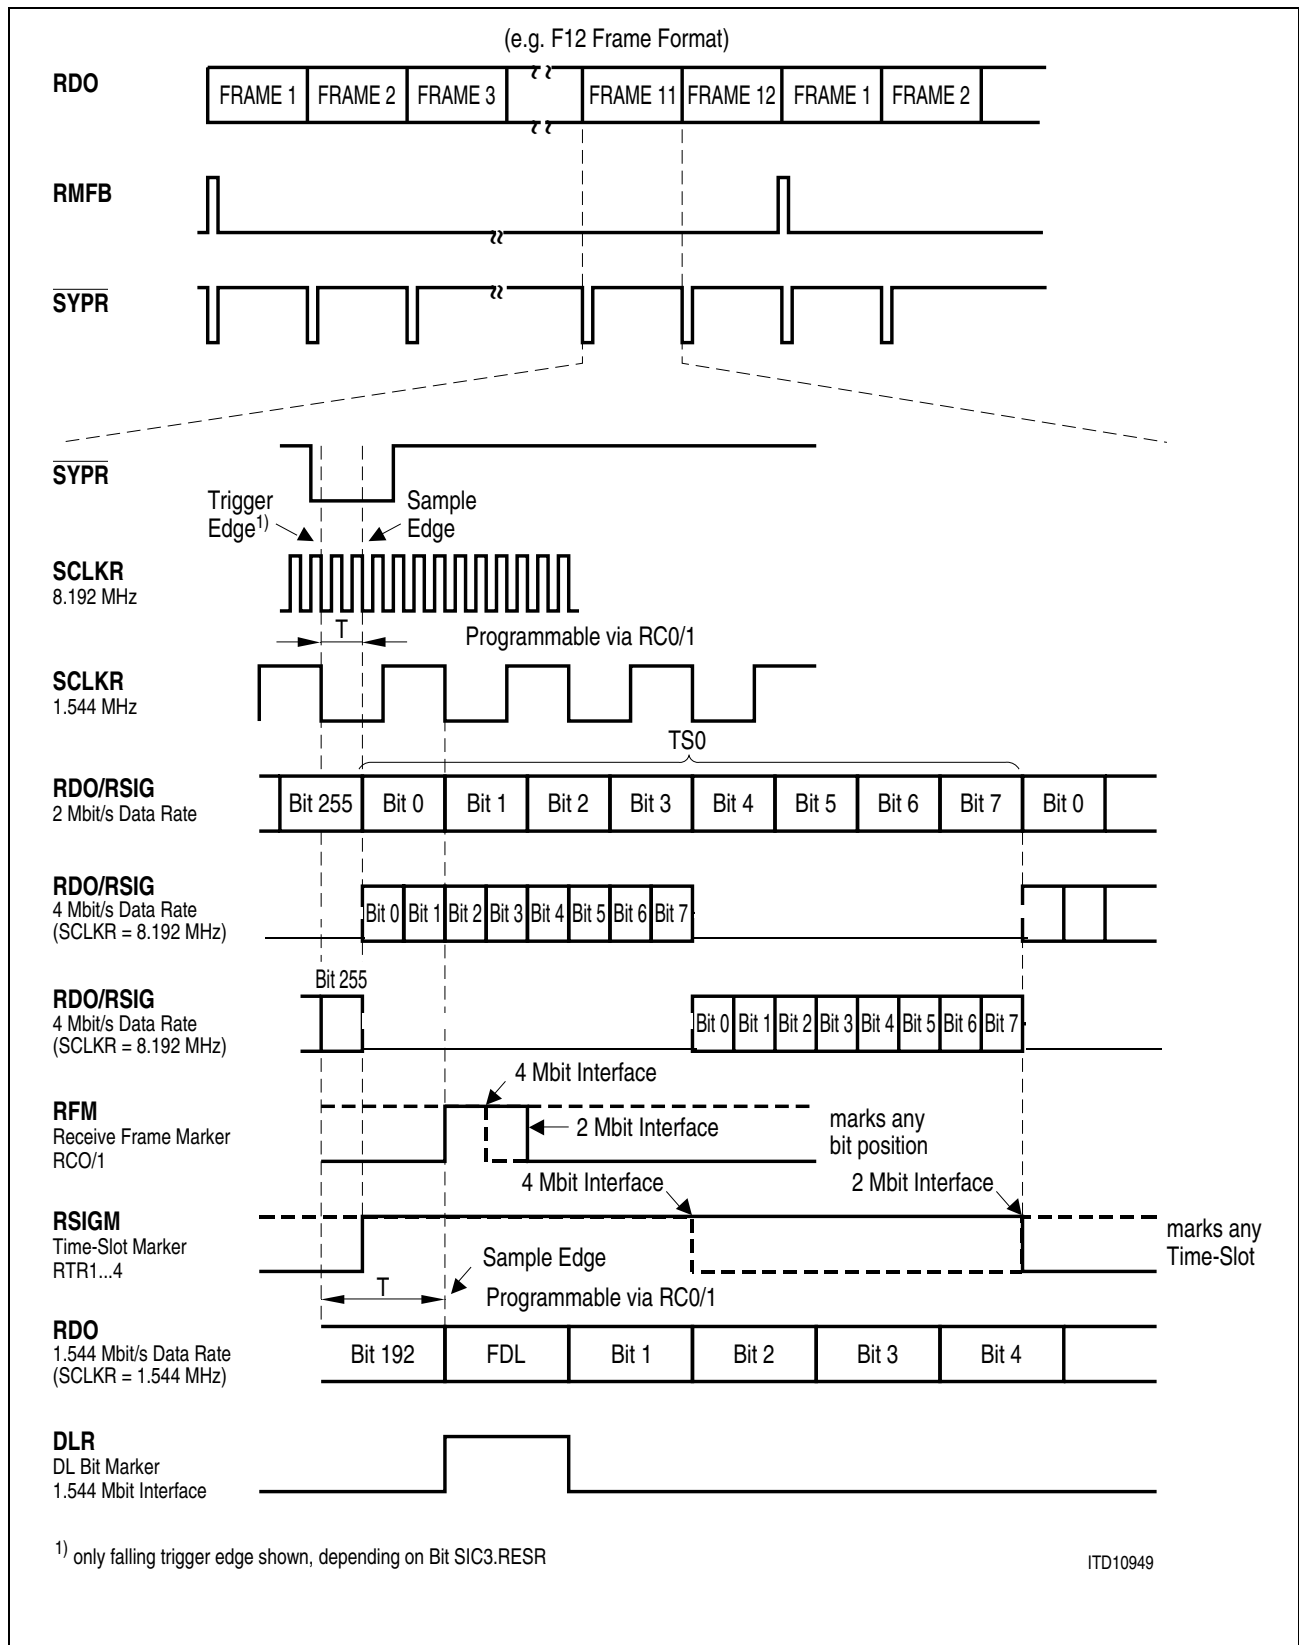 (e.g. F12 Frame Format)
RDO
FRAME 1 FRAME 2 FRAME 3 FRAME 11 FRAME 12 FRAME 1 FRAME 2
RMFB
SYPR
SYPR
Trigger
Edge1)
Sample
Edge
SCLKR
8.192 MHz
T
Programmable via RC0/1
SCLKR
1.544 MHz
TS0
RDO/RSIG
2 Mbit/s Data Rate
Bit 255 Bit 0 Bit 1 Bit 2 Bit 3 Bit 4 Bit 5 Bit 6 Bit 7 Bit 0
RDO/RSIG
4 Mbit/s Data Rate
(SCLKR = 8.192 MHz)
Bit 0 Bit 1 Bit 2 Bit 3 Bit 4 Bit 5 Bit 6 Bit 7
Bit 255
RDO/RSIG
4 Mbit/s Data Rate
(SCLKR = 8.192 MHz)
Bit 0 Bit 1 Bit 2 Bit 3 Bit 4 Bit 5 Bit 6 Bit 7
4 Mbit Interface
RFM
Receive Frame Marker
RCO/1
2 Mbit Interface
marks any
bit position
4 Mbit Interface
2 Mbit Interface
RSIGM
Time-Slot Marker
RTR1...4
marks any
Time-Slot
T
Sample Edge
Programmable via RC0/1
RDO
1.544 Mbit/s Data Rate
(SCLKR = 1.544 MHz)
Bit 192 FDL Bit 1 Bit 2 Bit 3 Bit 4
DLR
DL Bit Marker
1.544 Mbit Interface
1) only falling trigger edge shown, depending on Bit SIC3.RESR
ITD10949